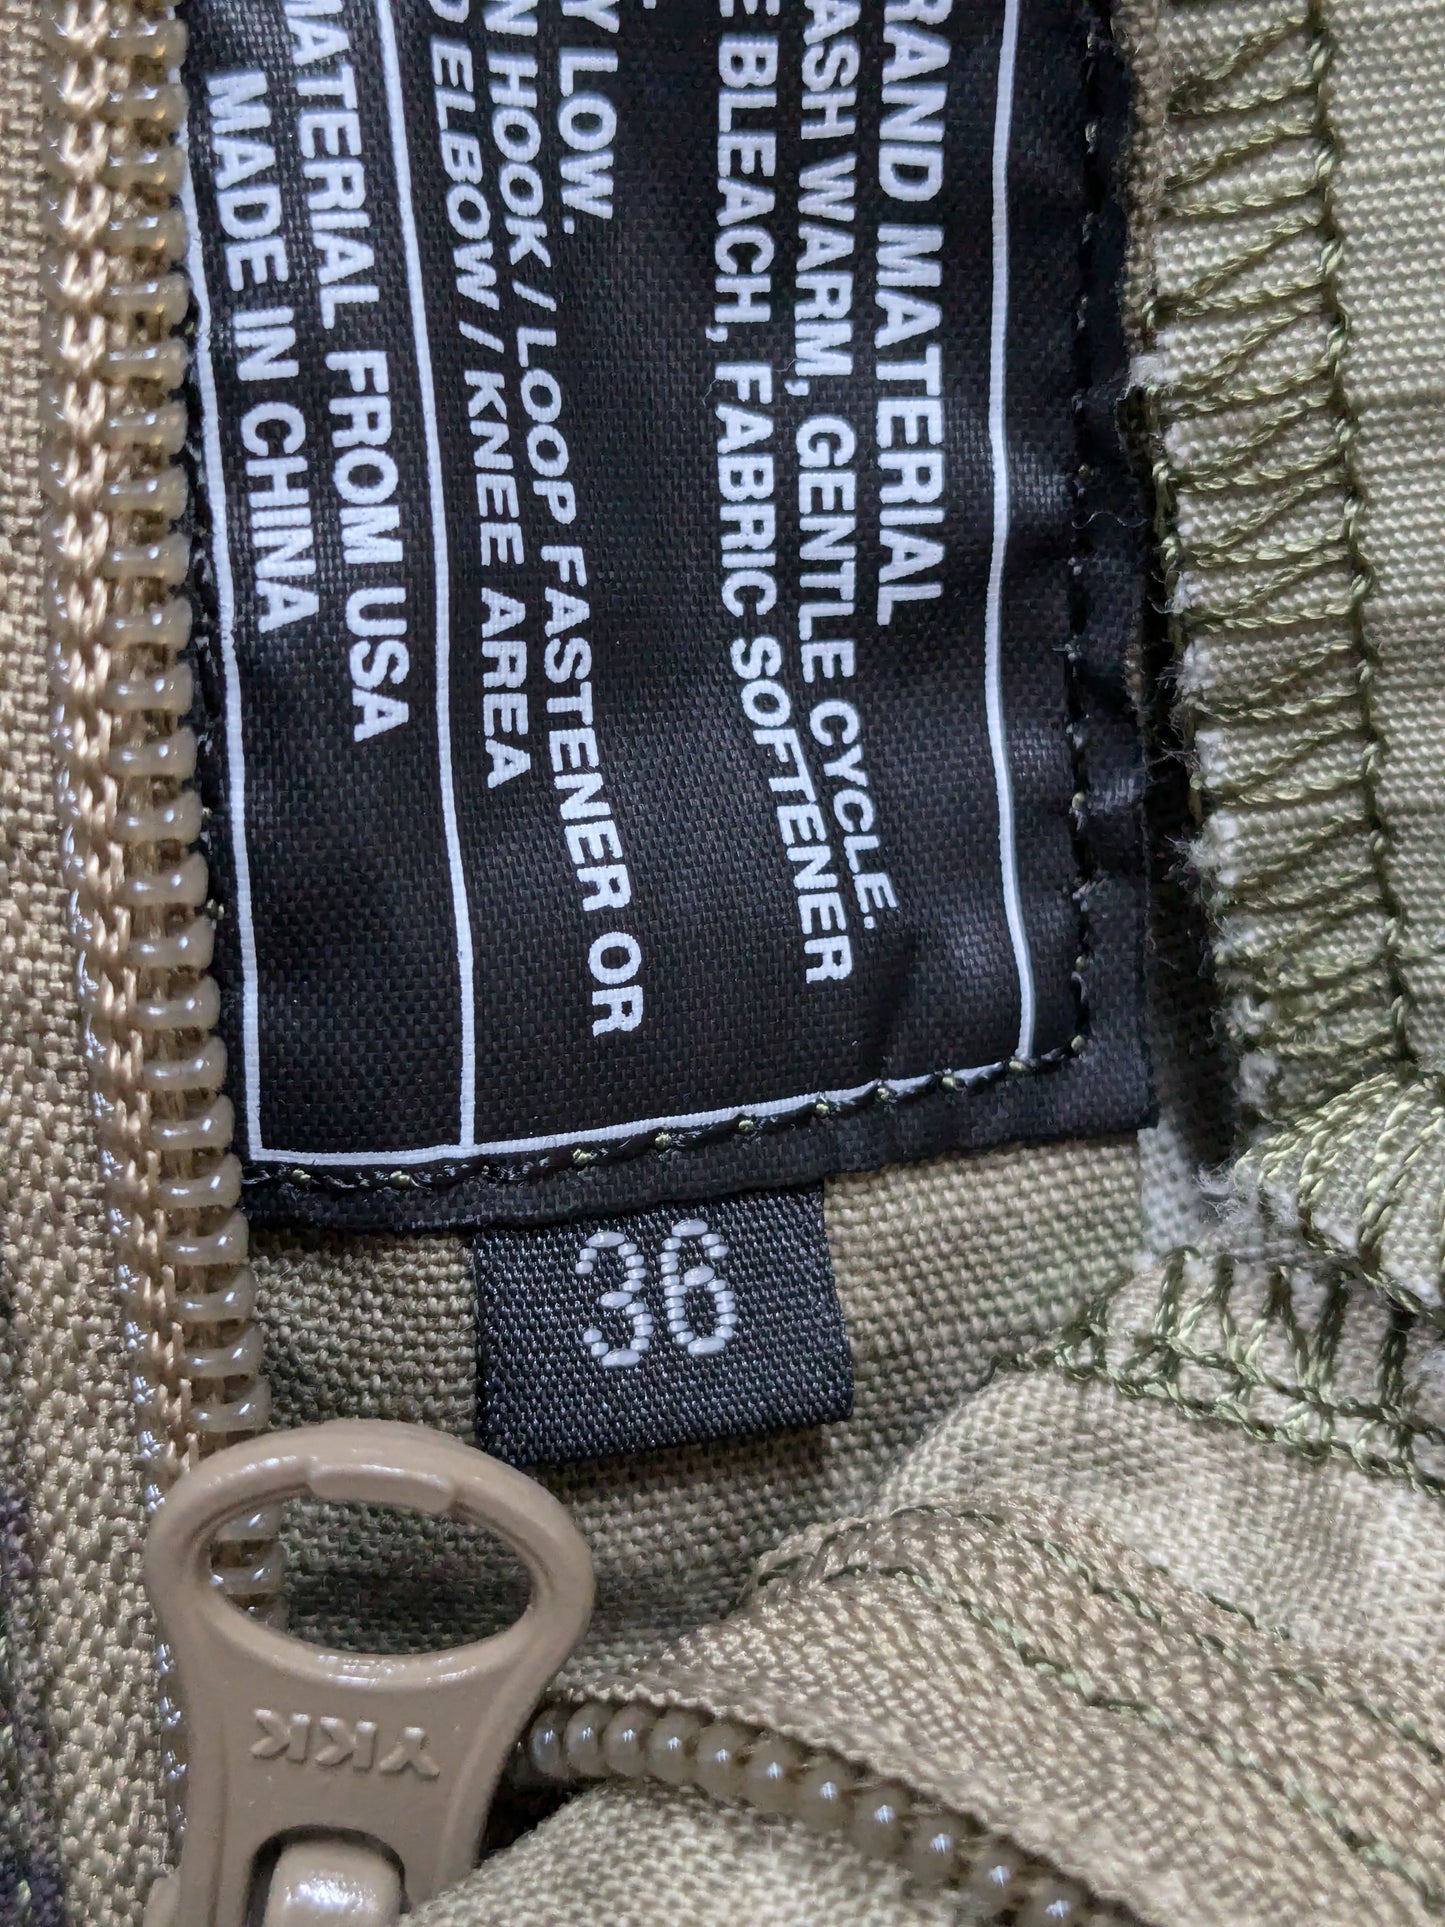 RAND MATERIAL
ASH WARM, GENTLE CYCLE.
E BLEACH, FABRIC SOFTENER
Y LOW.
N HOOK / LOOP FASTENER OR
D ELBOW / KNEE AREA
MATERIAL FROM USA
MADE IN CHINA
36
YKK